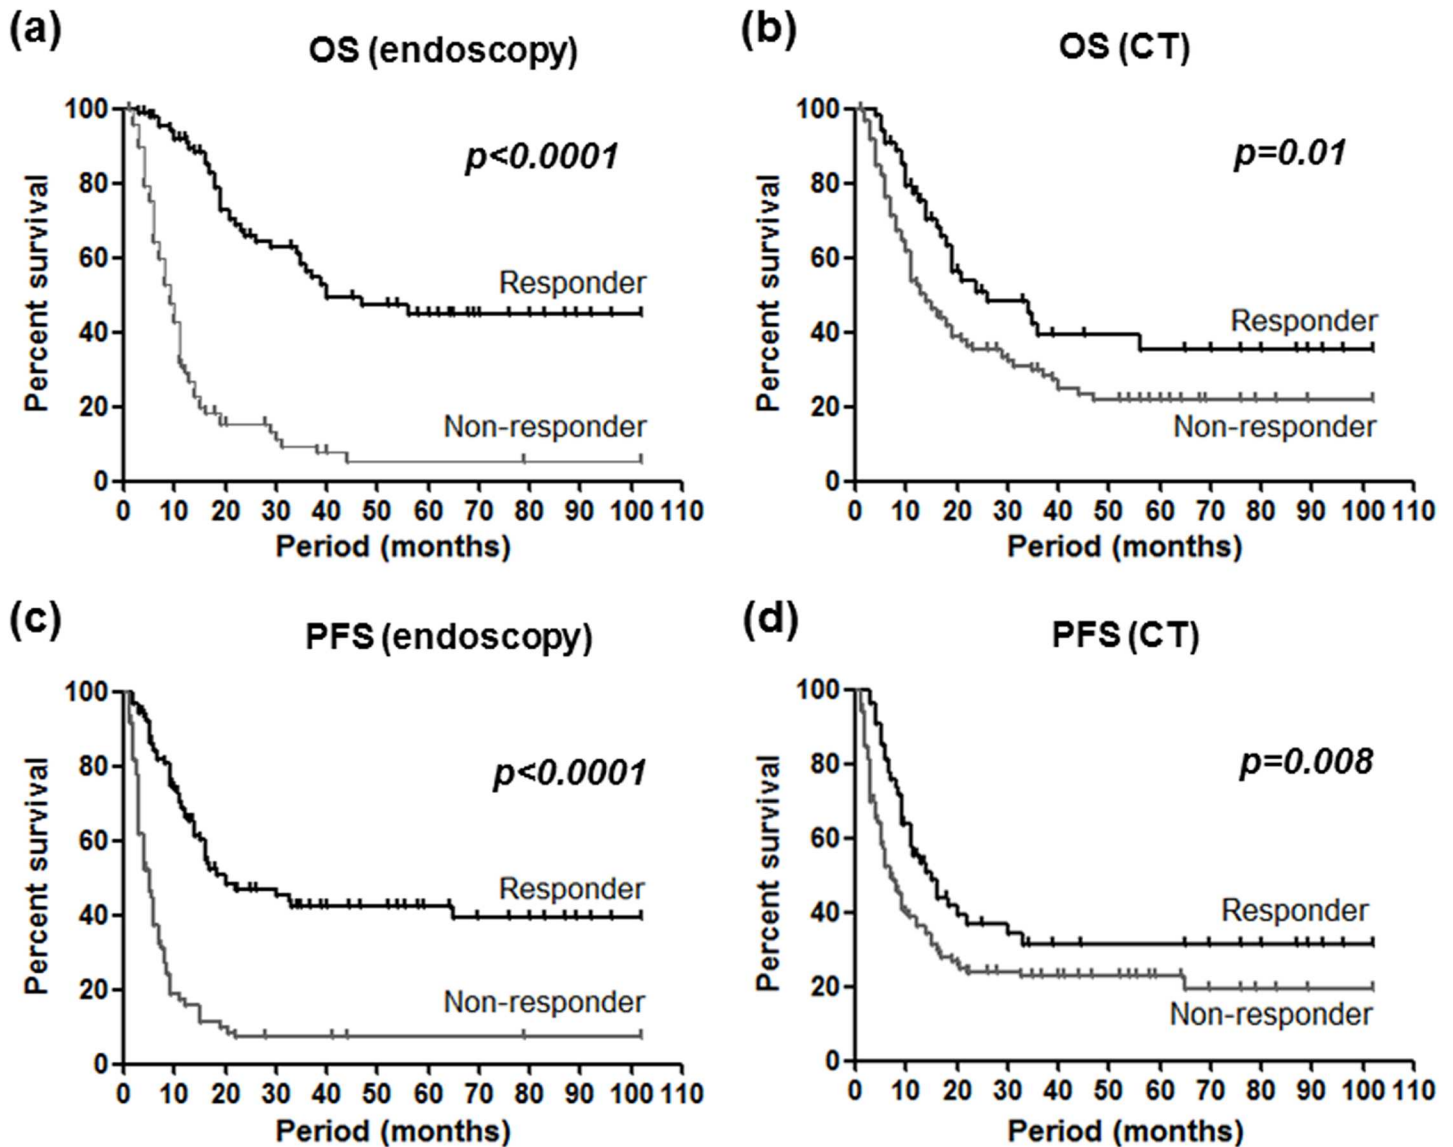 (a)
OS (endoscopy)
Percent survival
100
80
60
40
20
0
p<0.0001
Responder
Non-responder
0 10 20 30 40 50 60 70 80 90 100 110
Period (months)
(b)
OS (CT)
Percent survival
100
80
60
40
20
0
p=0.01
Responder
Non-responder
0 10 20 30 40 50 60 70 80 90 100 110
Period (months)
(c)
PFS (endoscopy)
Percent survival
100
80
60
40
20
0
p<0.0001
Responder
Non-responder
0 10 20 30 40 50 60 70 80 90 100 110
Period (months)
(d)
PFS (CT)
Percent survival
100
80
60
40
20
0
p=0.008
Responder
Non-responder
0 10 20 30 40 50 60 70 80 90 100 110
Period (months)